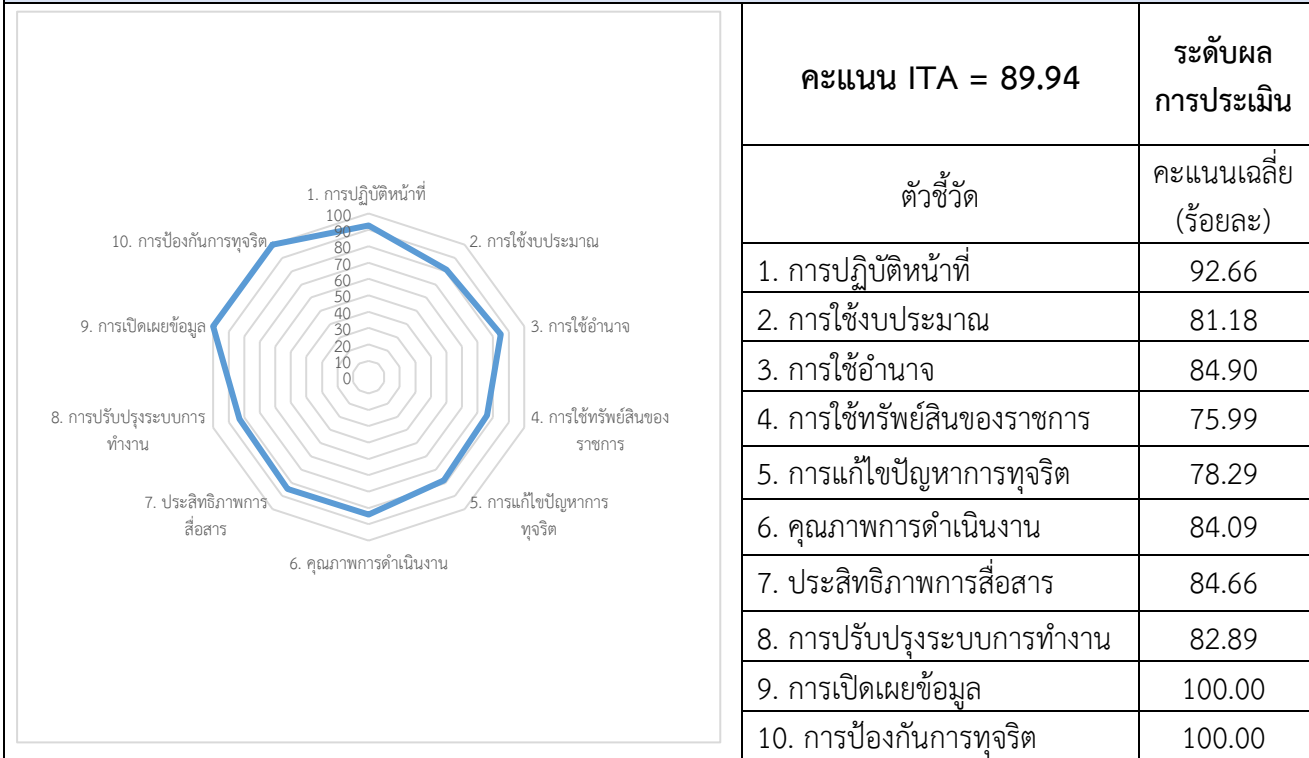 1. การปฏิบัติหน้าที่
100
90
80
70
60
50
40
30
20
10
0
2. การใช้งบประมาณ
3. การใช้อำนาจ
4. การใช้ทรัพย์สินของ
ราชการ
5. การแก้ไขปัญหาการ
ทุจริต
6. คุณภาพการดำเนินงาน
7. ประสิทธิภาพการ
สื่อสาร
8. การปรับปรุงระบบการ
ทำงาน
9. การเปิดเผยข้อมูล
10. การป้องกันการทุจริต
คะแนน ITA = 89.94
ระดับผล
การประเมิน
ตัวชี้วัด
คะแนนเฉลี่ย
(ร้อยละ)
1. การปฏิบัติหน้าที่ 92.66
2. การใช้งบประมาณ 81.18
3. การใช้อำนาจ 84.90
4. การใช้ทรัพย์สินของราชการ 75.99
5. การแก้ไขปัญหาการทุจริต 78.29
6. คุณภาพการดำเนินงาน 84.09
7. ประสิทธิภาพการสื่อสาร 84.66
8. การปรับปรุงระบบการทำงาน 82.89
9. การเปิดเผยข้อมูล 100.00
10. การป้องกันการทุจริต 100.00